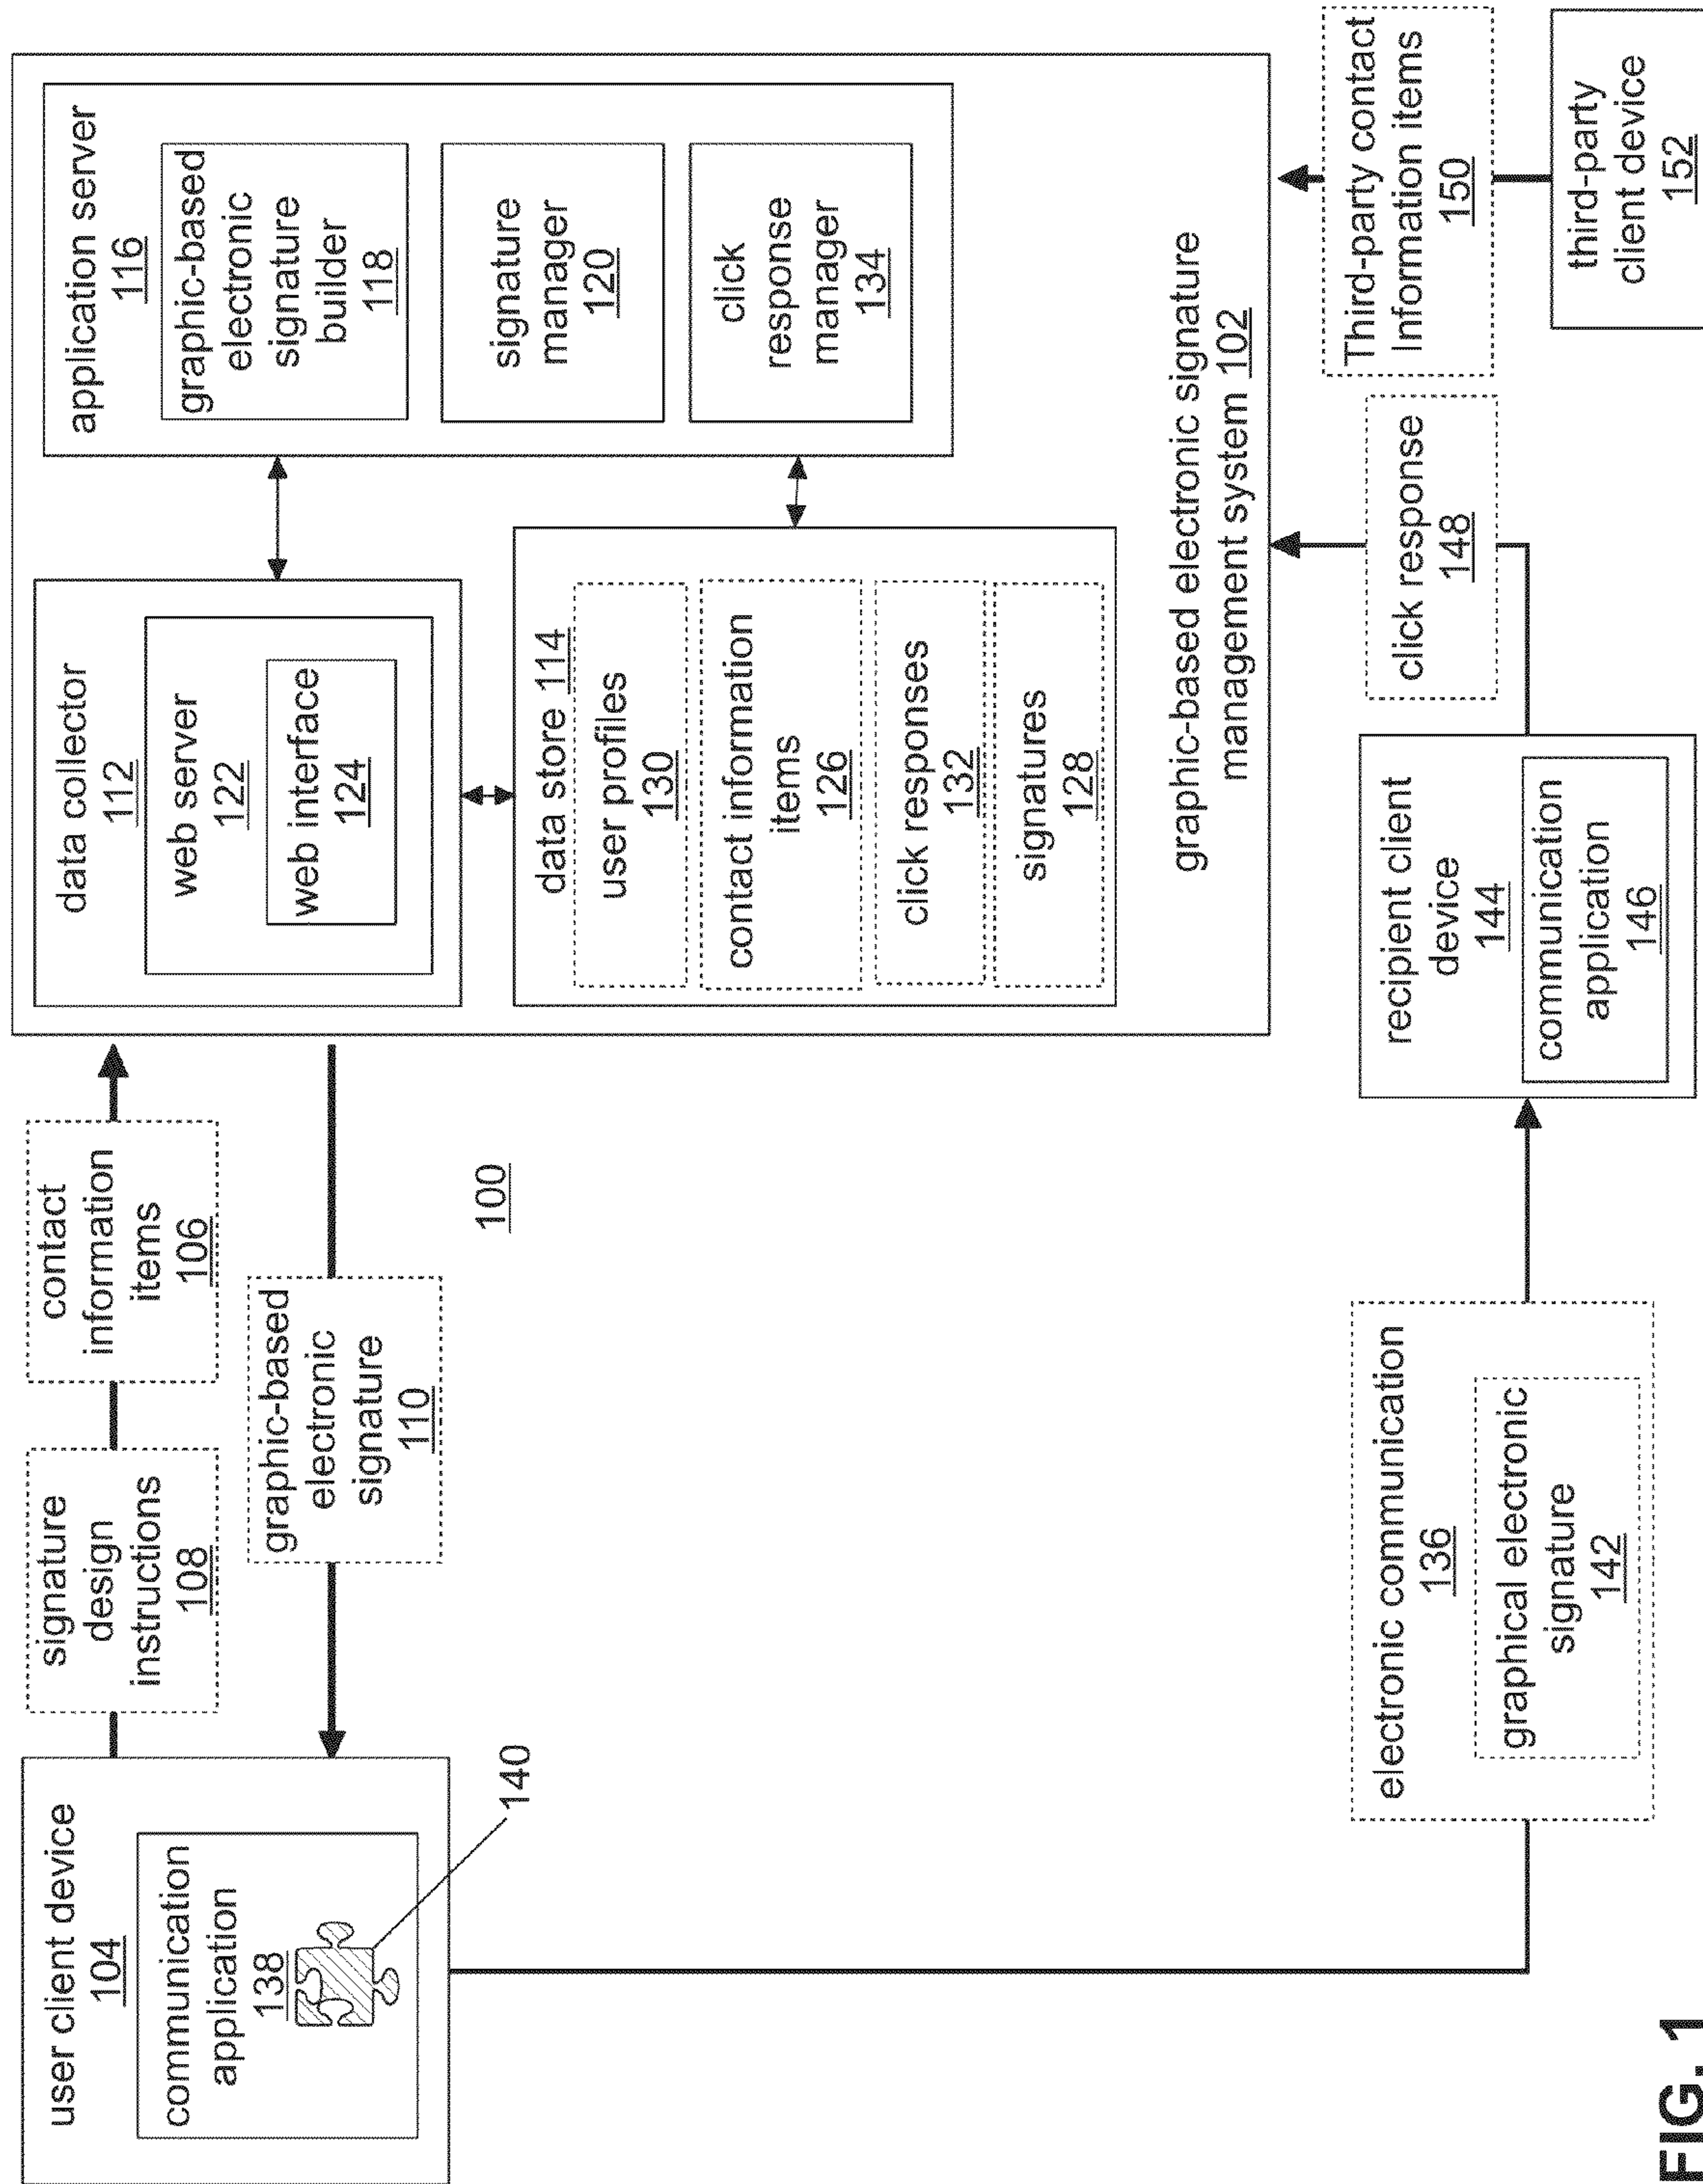 user client device
104
communication
application
138
140
signature
design
instructions
108
contact
information
items
106
graphic-based
electronic
signature
110
100
data collector
112
web server
122
web interface
124
data store 114
user profiles
130
contact information
items
126
click responses
132
signatures
128
application server
116
graphic-based
electronic
signature
builder
118
signature
manager
120
click
response
manager
134
graphic-based electronic signature
management system 102
electronic communication
136
graphical electronic
signature
142
recipient client
device
144
communication
application
146
click response
148
Third-party contact
Information items
150
third-party
client device
152
FIG. 1